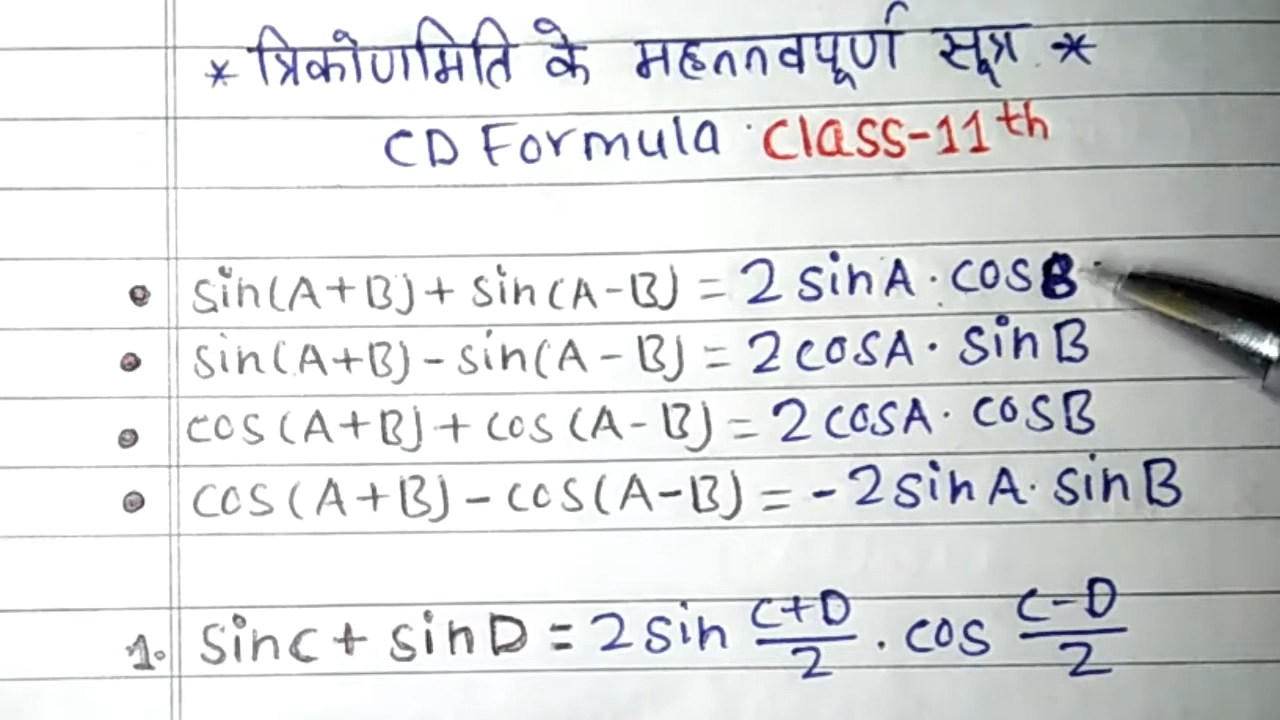 * त्रिकोणमिति के महत्त्वपूर्ण सूत्र *
CD Formula Class-11th
• sin(A+B) + sin(A-B) = 2 sinA · cosB
• sin(A+B) - sin(A-B) = 2 cosA · sinB
• cos(A+B) + cos(A-B) = 2 cosA · cosB
• cos(A+B) - cos(A-B) = -2 sinA · sinB
1. sinC + sinD = 2 sin (C+D)/2 · cos (C-D)/2